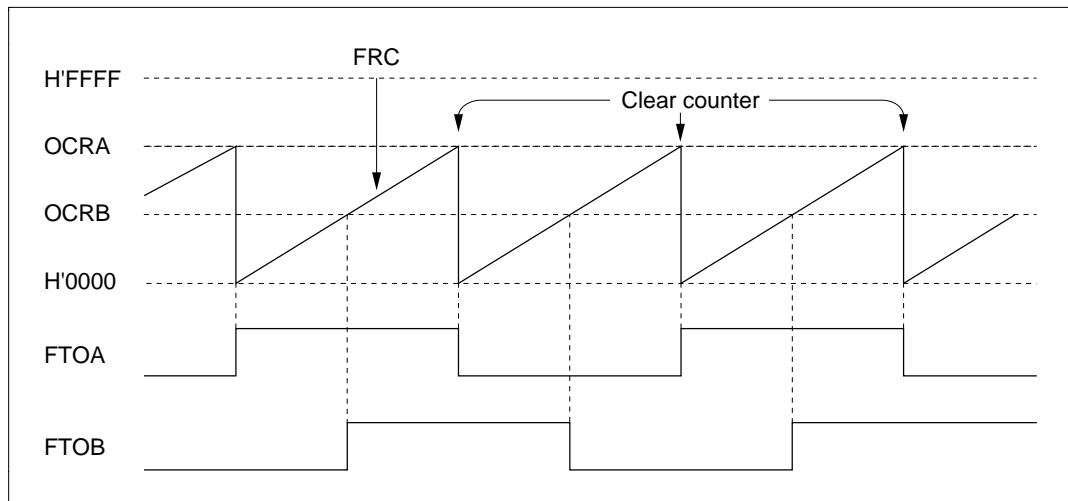 FRC
H'FFFF
Clear counter
OCRA
OCRB
H'0000
FTOA
FTOB